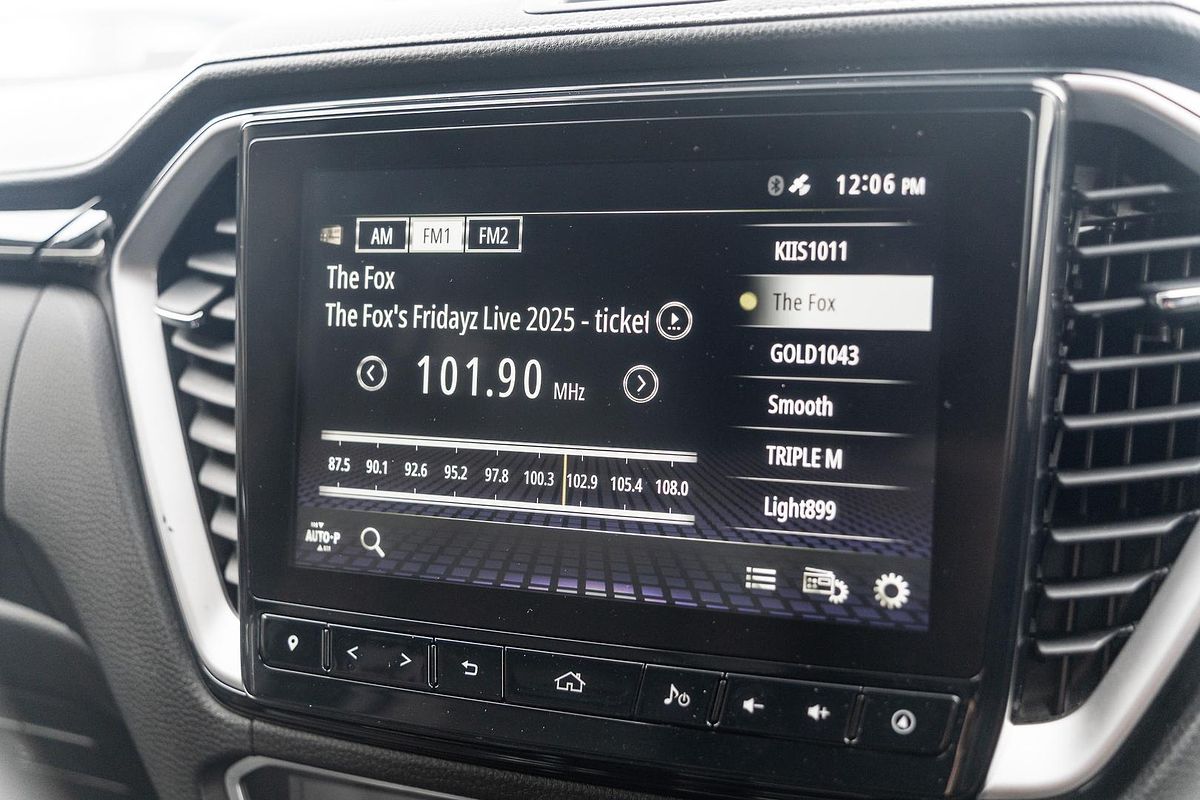 12:06 PM
AM FM1 FM2
The Fox
The Fox's Fridayz Live 2025 - ticket
101.90 MHz
87.5 90.1 92.6 95.2 97.8 100.3 102.9 105.4 108.0
AUTO-P
KIIS1011
The Fox
GOLD1043
Smooth
TRIPLE M
Light899